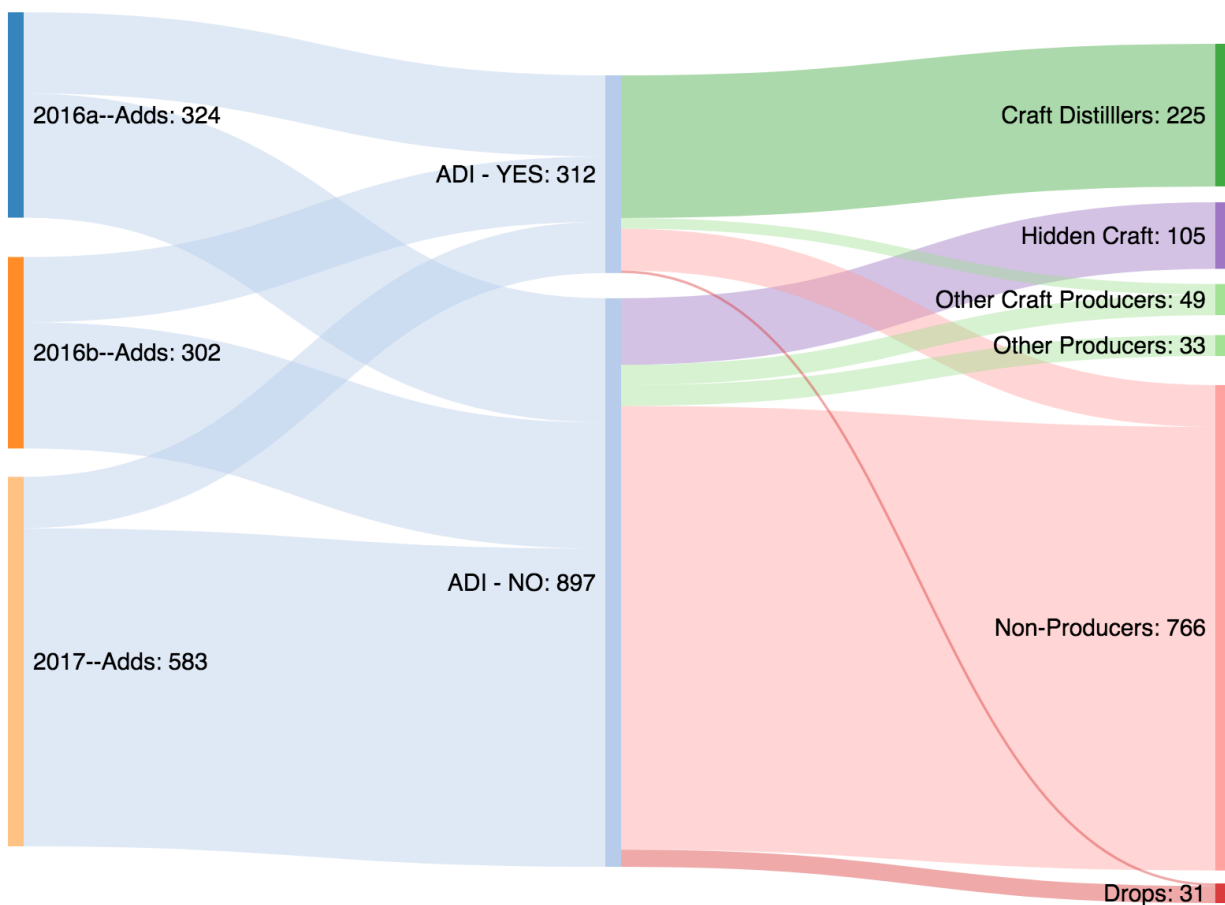 2016a--Adds: 324
2016b--Adds: 302
2017--Adds: 583
ADI - YES: 312
ADI - NO: 897
Craft Distilllers: 225
Hidden Craft: 105
Other Craft Producers: 49
Other Producers: 33
Non-Producers: 766
Drops: 31